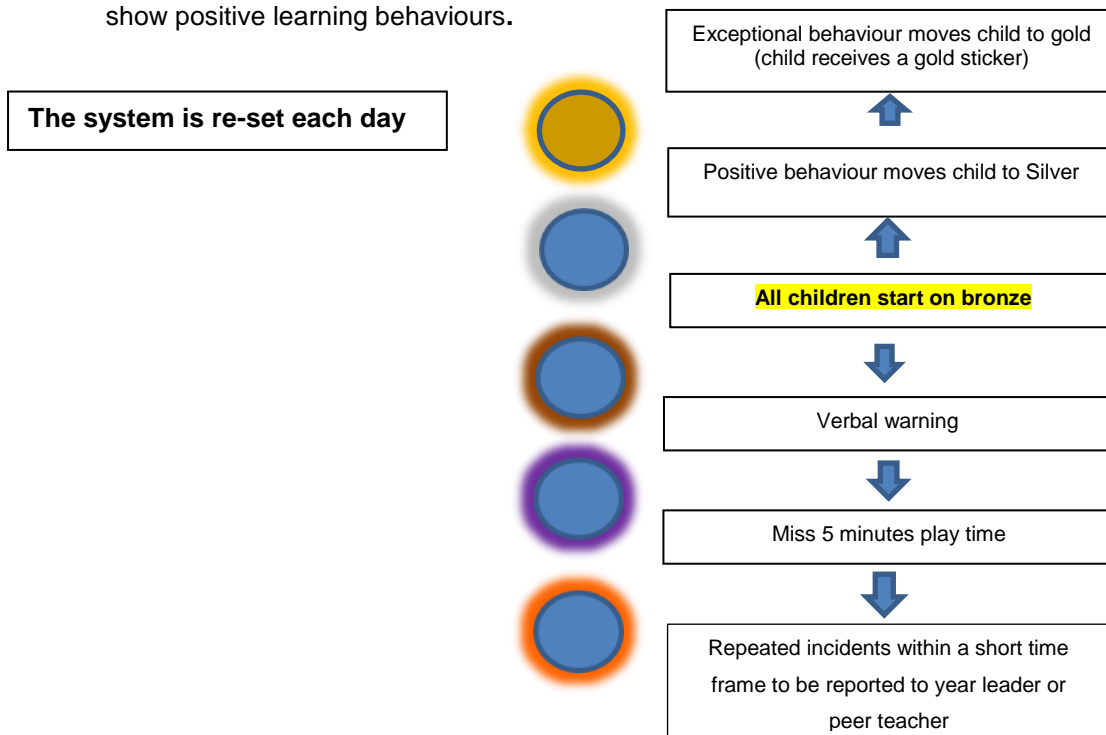 show positive learning behaviours.
The system is re-set each day
Exceptional behaviour moves child to gold
(child receives a gold sticker)
Positive behaviour moves child to Silver
All children start on bronze
Verbal warning
Miss 5 minutes play time
Repeated incidents within a short time
frame to be reported to year leader or
peer teacher